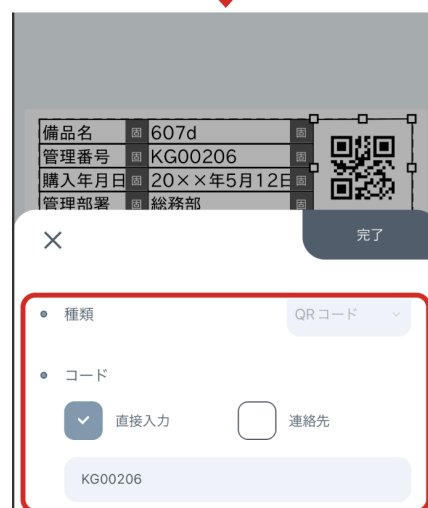 備品名 固 607d 固
管理番号 固 KG00206 固
購入年月日 固 20××年5月12日 固
管理部署 固 総務部 固
完了
種類
QRコード
コード
直接入力
連絡先
KG00206